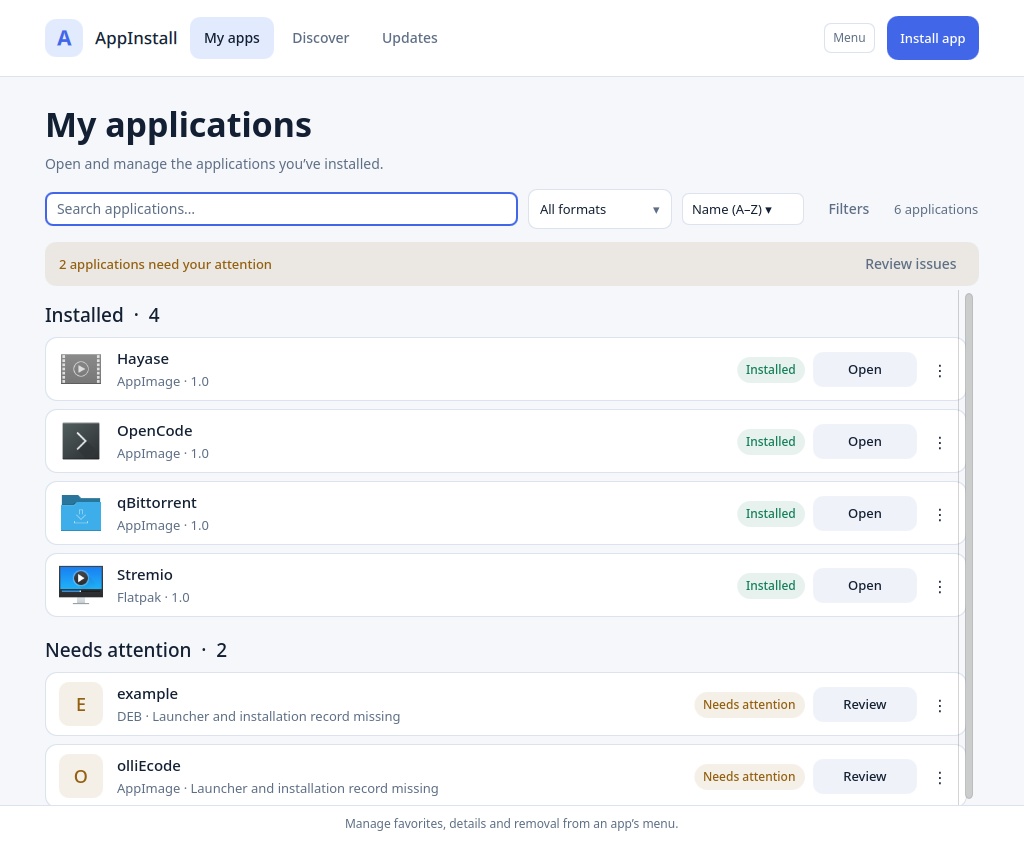 A AppInstall My apps Discover Updates Menu Install app
My applications
Open and manage the applications you’ve installed.
Search applications... All formats ▾ Name (A–Z) ▾ Filters 6 applications
2 applications need your attention Review issues
Installed · 4
Hayase
AppImage · 1.0
Installed Open ⋮
OpenCode
AppImage · 1.0
Installed Open ⋮
qBittorrent
AppImage · 1.0
Installed Open ⋮
Stremio
Flatpak · 1.0
Installed Open ⋮
Needs attention · 2
E
example
DEB · Launcher and installation record missing
Needs attention Review ⋮
O
olliEcode
AppImage · Launcher and installation record missing
Needs attention Review ⋮
Manage favorites, details and removal from an app’s menu.